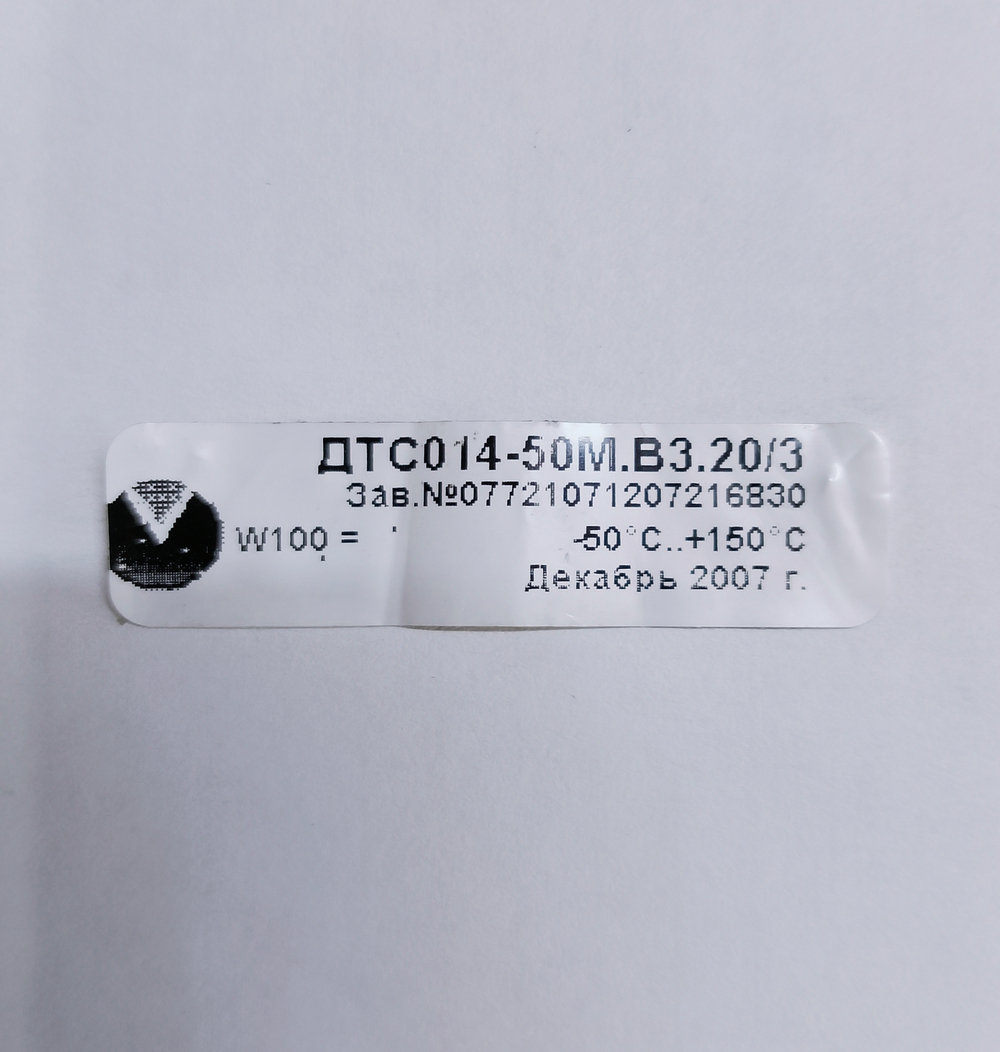 ДТС014-50М.В3.20/3
Зав.№07721071207216830
W100 = -50°C..+150°C
Декабрь 2007 г.